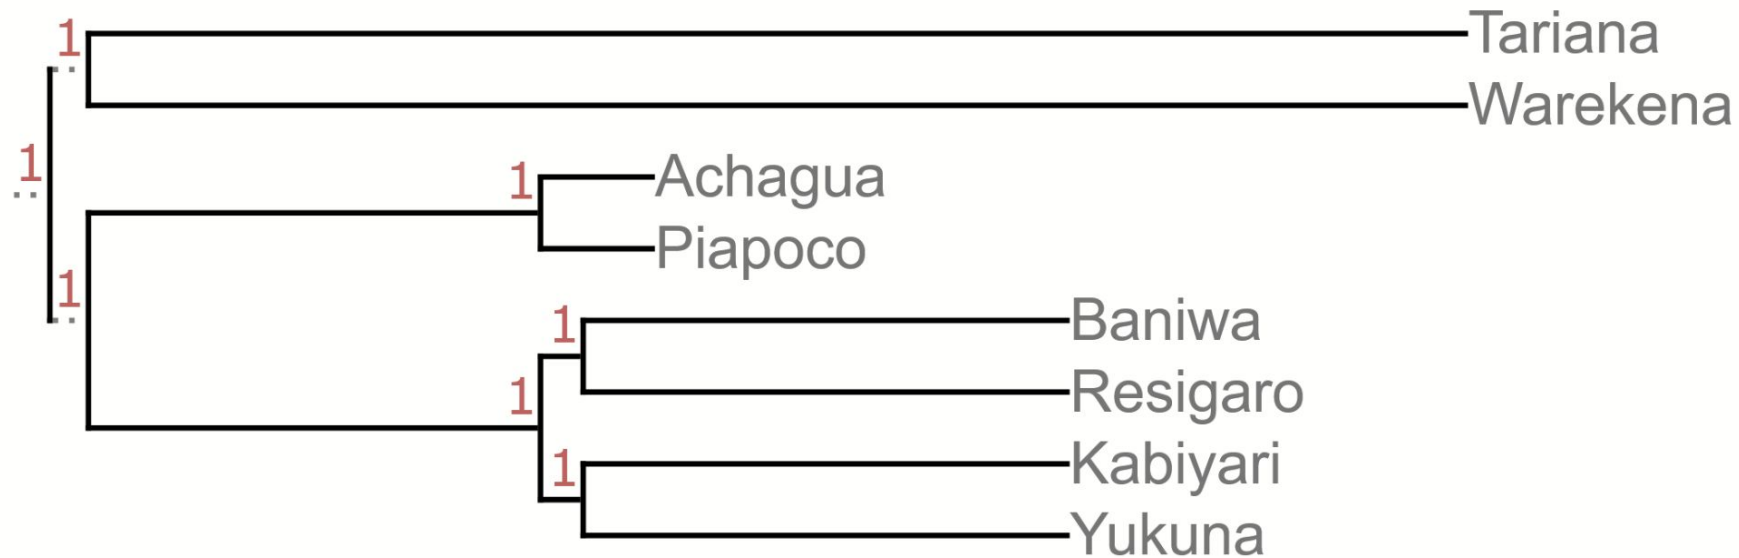 1 Tariana
Warekena
1
1 Achagua
Piapoco
1
1 Baniwa
1 Resigaro
1 Kabiyari
Yukuna